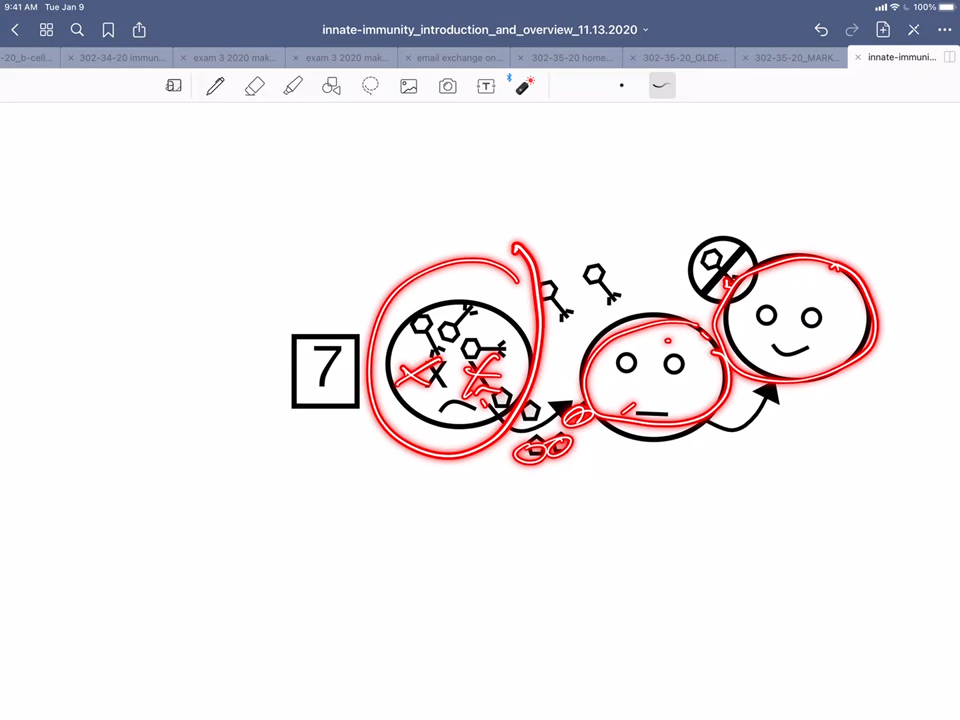 9:41 AM Tue Jan 9
100%
innate-immunity_introduction_and_overview_11.13.2020
-20_b-cell...
302-34-20 immun...
exam 3 2020 mak...
exam 3 2020 mak...
email exchange on...
302-35-20 home...
302-35-20_OLDE...
302-35-20_MARK...
innate-immuni...
T
7